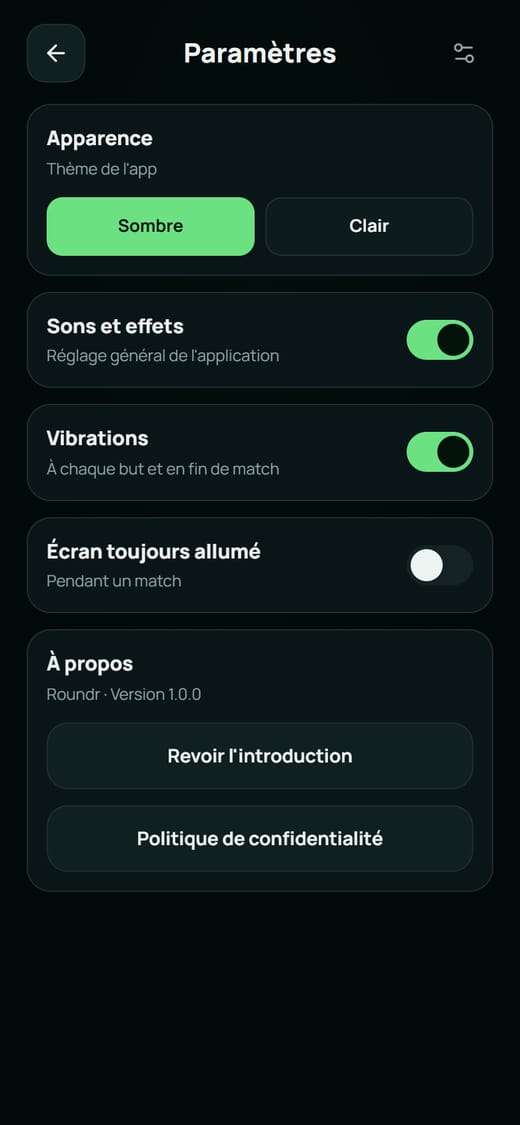 Paramètres
Apparence
Thème de l'app
Sombre
Clair
Sons et effets
Réglage général de l'application
Vibrations
À chaque but et en fin de match
Écran toujours allumé
Pendant un match
À propos
Roundr · Version 1.0.0
Revoir l'introduction
Politique de confidentialité